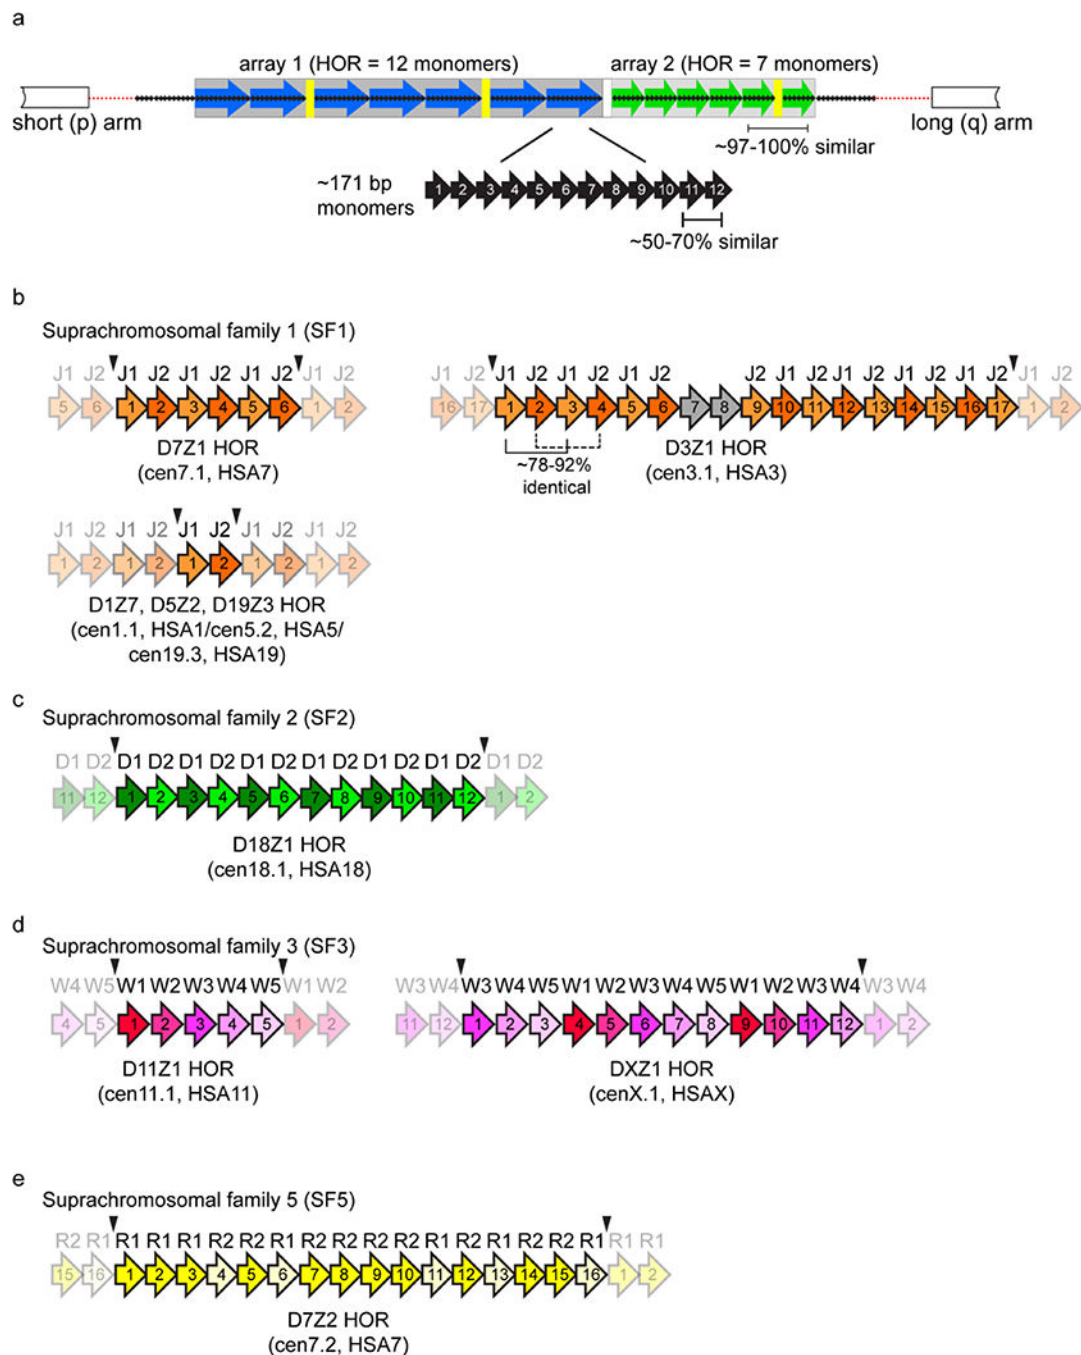 a
array 1 (HOR = 12 monomers)
array 2 (HOR = 7 monomers)
short (p) arm
long (q) arm
~97-100% similar
~171 bp
monomers
1 2 3 4 5 6 7 8 9 10 11 12
~50-70% similar
b
Suprachromosomal family 1 (SF1)
J1 J2 J1 J2 J1 J2 J1 J2 J1 J2
5 6 1 2 3 4 5 6 1 2
D7Z1 HOR
(cen7.1, HSA7)
J1 J2 J1 J2 J1 J2 J1 J2 J2 J1 J2 J1 J2 J1 J2 J1 J2 J1 J2
16 17 1 2 3 4 5 6 7 8 9 10 11 12 13 14 15 16 17 1 2
~78-92%
identical
D3Z1 HOR
(cen3.1, HSA3)
J1 J2 J1 J2 J1 J2 J1 J2 J1 J2
1 2 1 2 1 2 1 2 1 2
D1Z7, D5Z2, D19Z3 HOR
(cen1.1, HSA1/cen5.2, HSA5/
cen19.3, HSA19)
c
Suprachromosomal family 2 (SF2)
D1 D2 D1 D2 D1 D2 D1 D2 D1 D2 D1 D2 D1 D2 D1 D2
11 12 1 2 3 4 5 6 7 8 9 10 11 12 1 2
D18Z1 HOR
(cen18.1, HSA18)
d
Suprachromosomal family 3 (SF3)
W4 W5 W1 W2 W3 W4 W5 W1 W2
4 5 1 2 3 4 5 1 2
D11Z1 HOR
(cen11.1, HSA11)
W3 W4 W3 W4 W5 W1 W2 W3 W4 W5 W1 W2 W3 W4 W3 W4
11 12 1 2 3 4 5 6 7 8 9 10 11 12 1 2
DXZ1 HOR
(cenX.1, HSAX)
e
Suprachromosomal family 5 (SF5)
R2 R1 R1 R1 R1 R2 R2 R1 R2 R2 R2 R2 R1 R2 R1 R2 R2 R1 R1 R1
15 16 1 2 3 4 5 6 7 8 9 10 11 12 13 14 15 16 1 2
D7Z2 HOR
(cen7.2, HSA7)